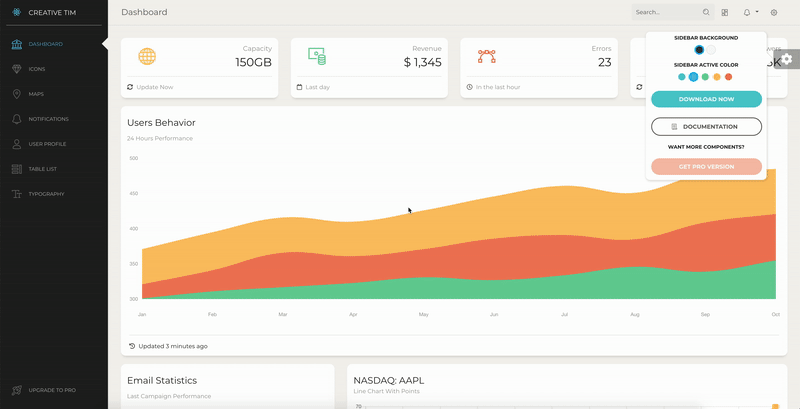 CREATIVE TIM
DASHBOARD
ICONS
MAPS
NOTIFICATIONS
USER PROFILE
TABLE LIST
TYPOGRAPHY
UPGRADE TO PRO
Dashboard
Search...
Capacity
150GB
Update Now
Revenue
$ 1,345
Last day
Errors
23
In the last hour
SIDEBAR BACKGROUND
SIDEBAR ACTIVE COLOR
DOWNLOAD NOW
DOCUMENTATION
WANT MORE COMPONENTS?
GET PRO VERSION
Users Behavior
24 Hours Performance
500
450
400
350
300
Jan Feb Mar Apr May Jun Jul Aug Sep Oct
Updated 3 minutes ago
Email Statistics
Last Campaign Performance
NASDAQ: AAPL
Line Chart With Points
70